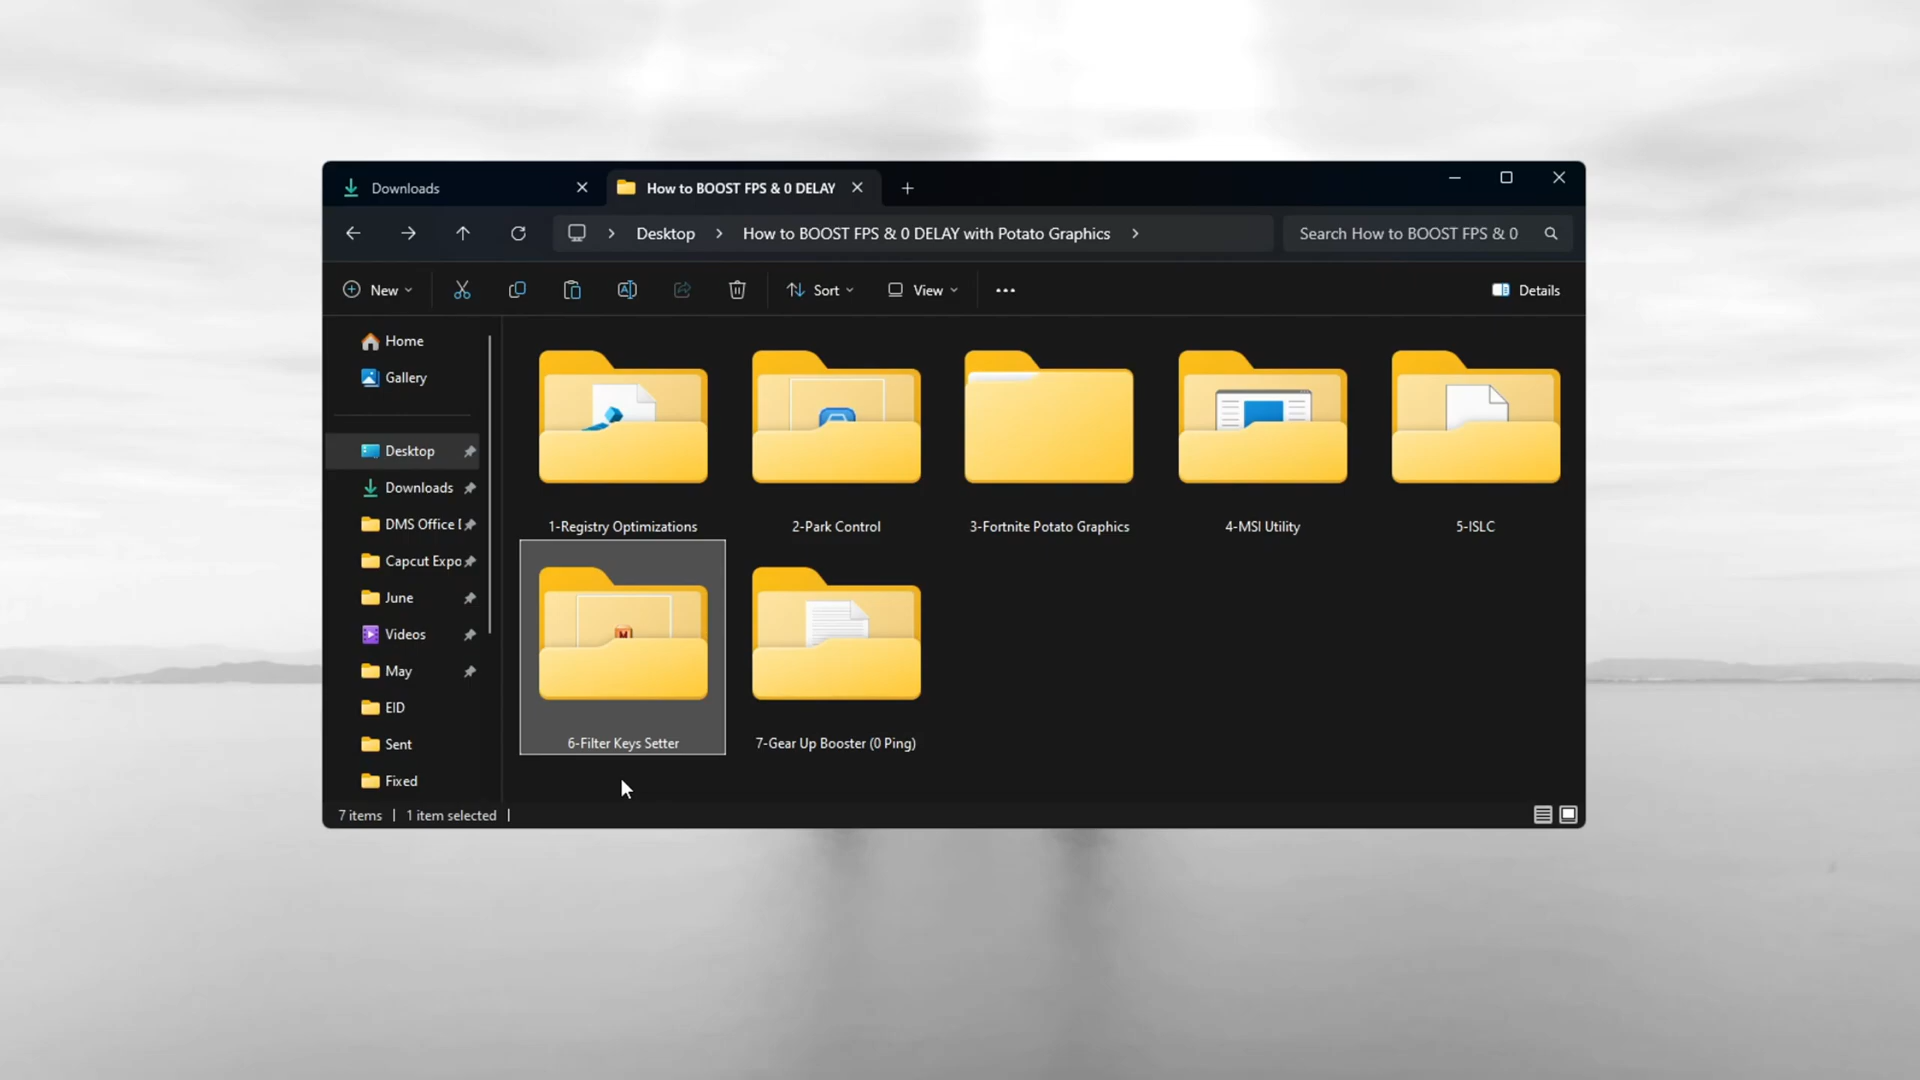 Downloads
How to BOOST FPS & 0 DELAY
Desktop
How to BOOST FPS & 0 DELAY with Potato Graphics
Search How to BOOST FPS & 0
New
Sort
View
Details
Home
Gallery
Desktop
Downloads
DMS Office [
Capcut Expo
June
Videos
May
EID
Sent
Fixed
1-Registry Optimizations
2-Park Control
3-Fortnite Potato Graphics
4-MSI Utility
5-ISLC
6-Filter Keys Setter
7-Gear Up Booster (0 Ping)
7 items
1 item selected